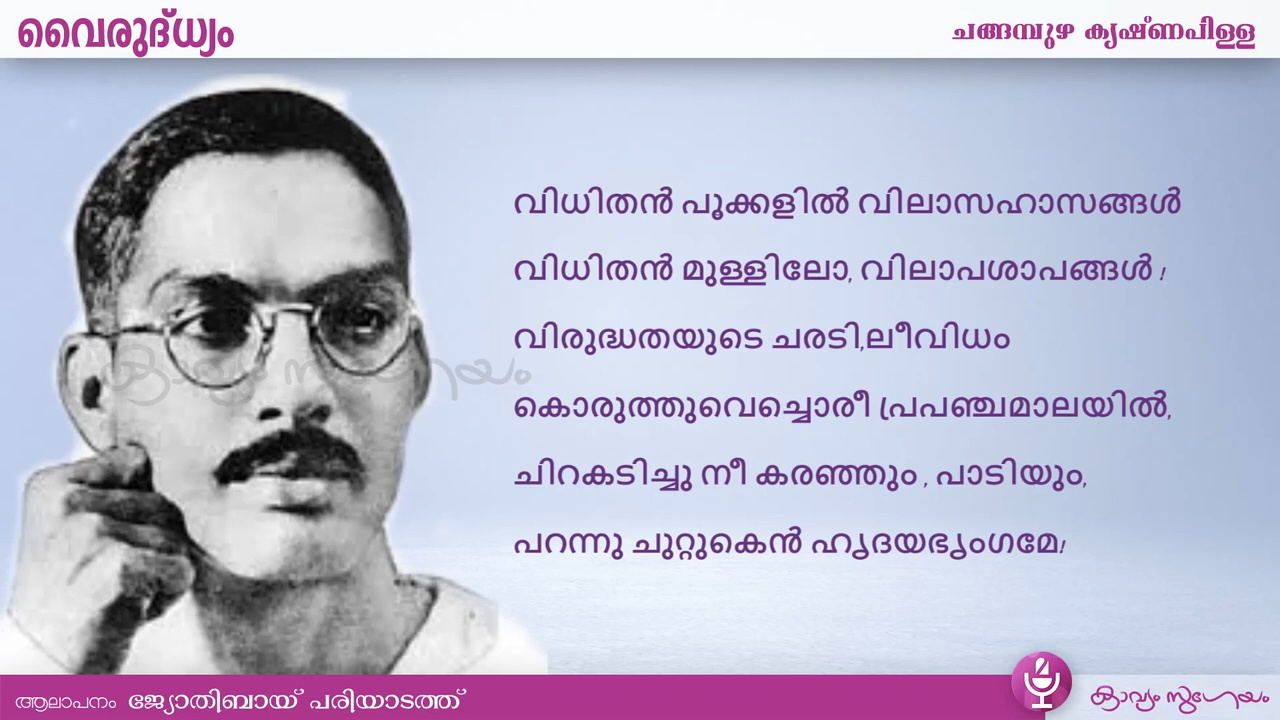 വൈരുദ്ധ്യം
ചങ്ങമ്പുഴ കൃഷ്ണപിള്ള
വിധിതൻ പൂക്കളിൽ വിലാസഹാസങ്ങൾ
വിധിതൻ മുള്ളിലോ, വിലാപശാപങ്ങൾ !
വിരുദ്ധതയുടെ ചരടി,ലീവിധം
കൊരുത്തുവെച്ചൊരീ പ്രപഞ്ചമാലയിൽ,
ചിറകടിച്ചു നീ കരഞ്ഞും , പാടിയും,
പറന്നു ചുറ്റുകെൻ ഹൃദയഭൃംഗമേ!
കാവ്യം സുഗേയം
ആലാപനം ജ്യോതിബായ് പരിയാടത്ത്
കാവ്യം സുഗേയം